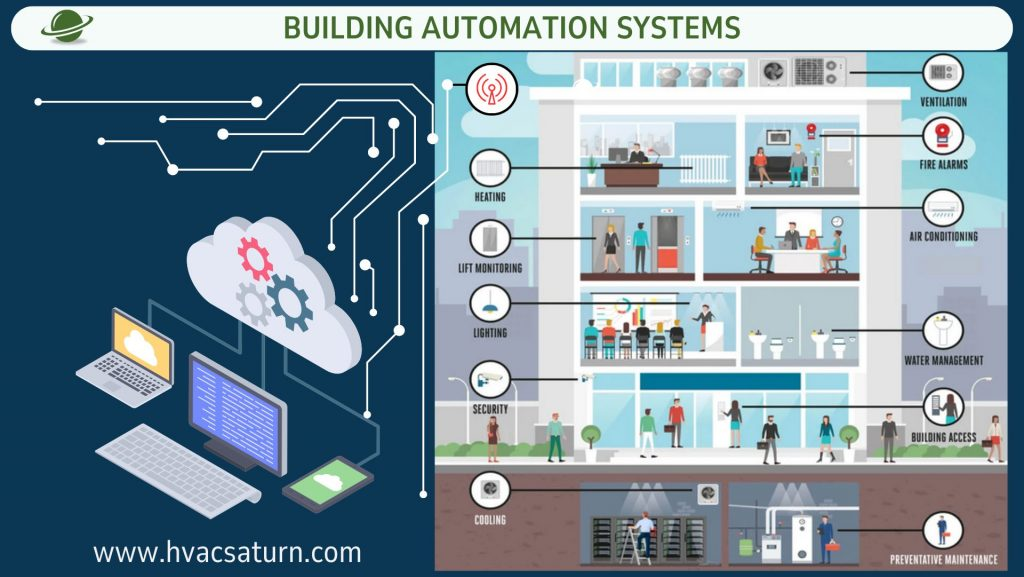 BUILDING AUTOMATION SYSTEMS
VENTILATION
FIRE ALARMS
HEATING
AIR CONDITIONING
LIFT MONITORING
LIGHTING
WATER MANAGEMENT
SECURITY
BUILDING ACCESS
COOLING
PREVENTATIVE MAINTENANCE
www.hvacsaturn.com